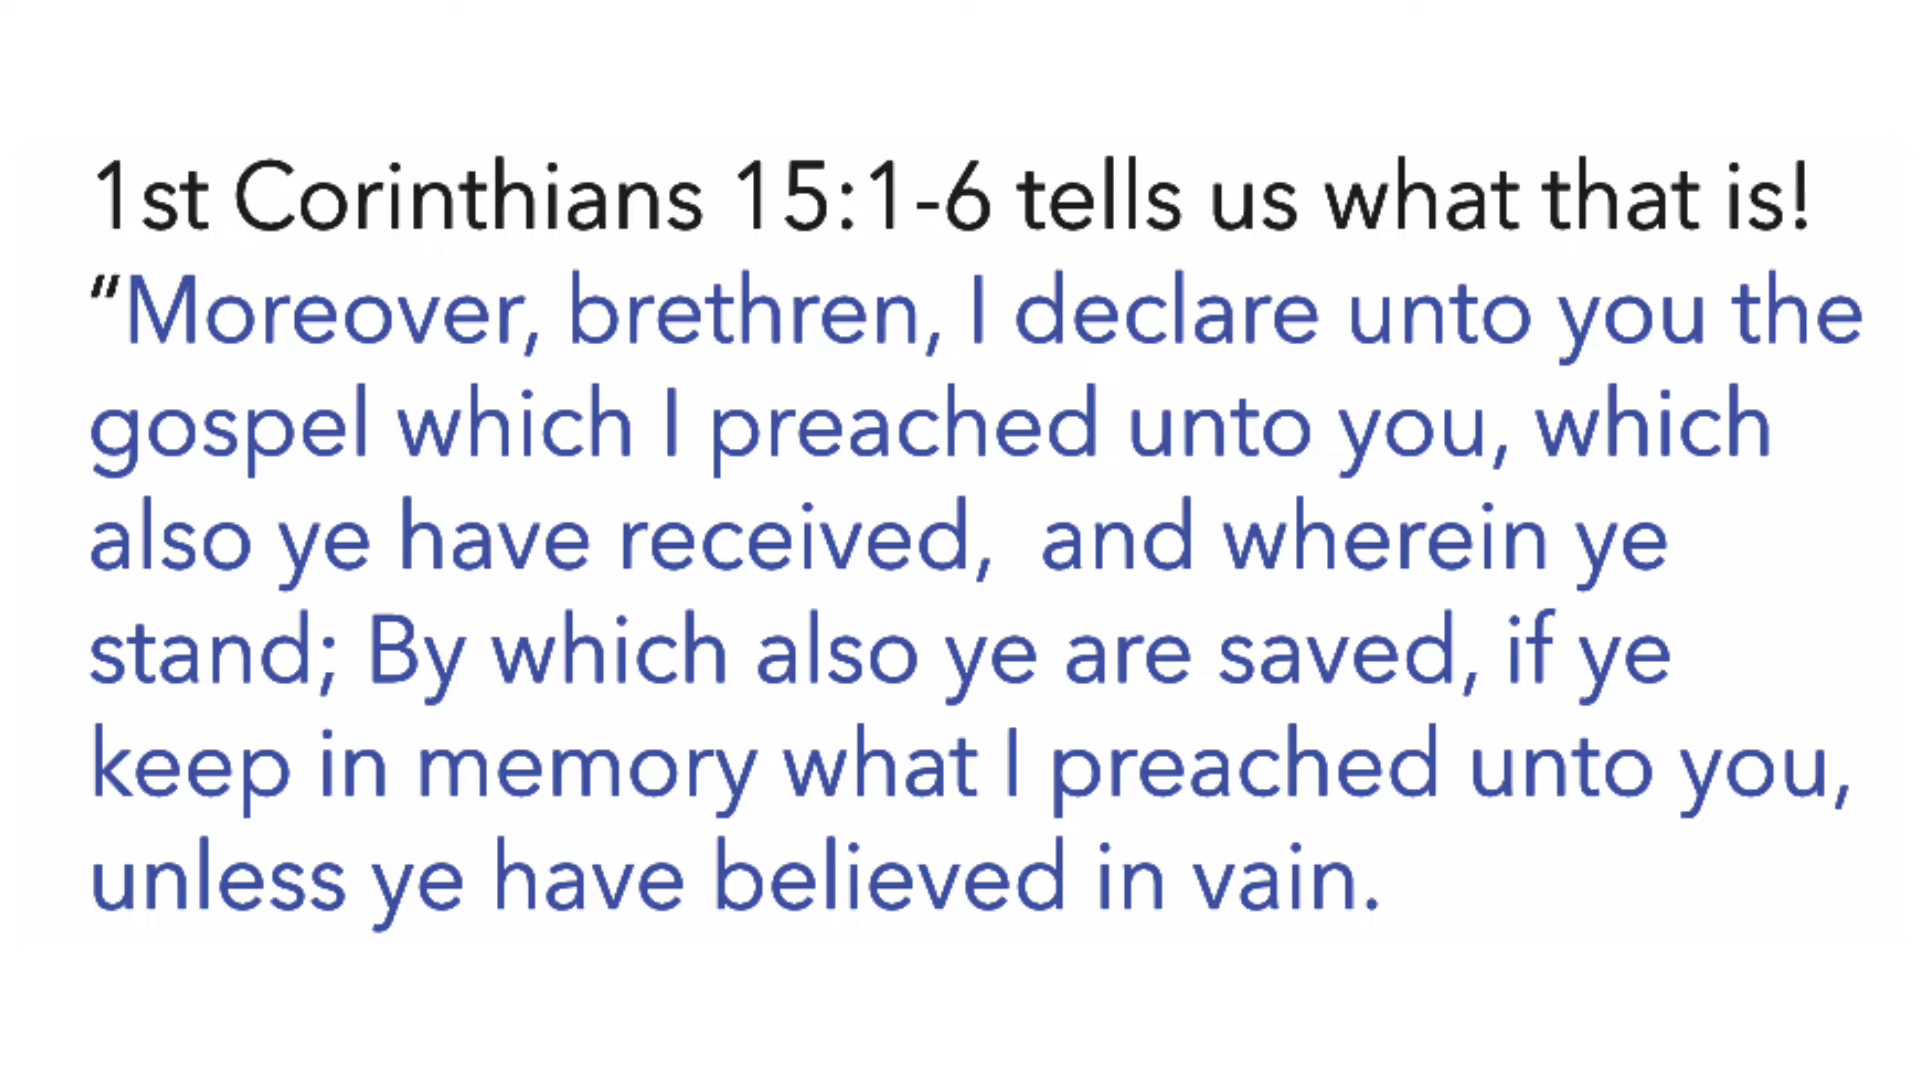 1st Corinthians 15:1-6 tells us what that is!
“Moreover, brethren, I declare unto you the
gospel which I preached unto you, which
also ye have received,  and wherein ye
stand; By which also ye are saved, if ye
keep in memory what I preached unto you,
unless ye have believed in vain.